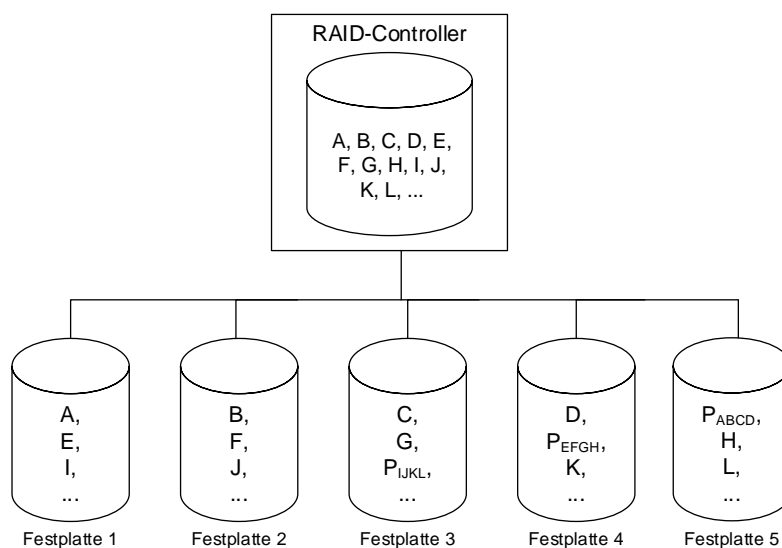 RAID-Controller
A, B, C, D, E,
F, G, H, I, J,
K, L, ...
A,
E,
I,
...
B,
F,
J,
...
C,
G,
P_IJKL,
...
D,
P_EFGH,
K,
...
P_ABCD,
H,
L,
...
Festplatte 1
Festplatte 2
Festplatte 3
Festplatte 4
Festplatte 5